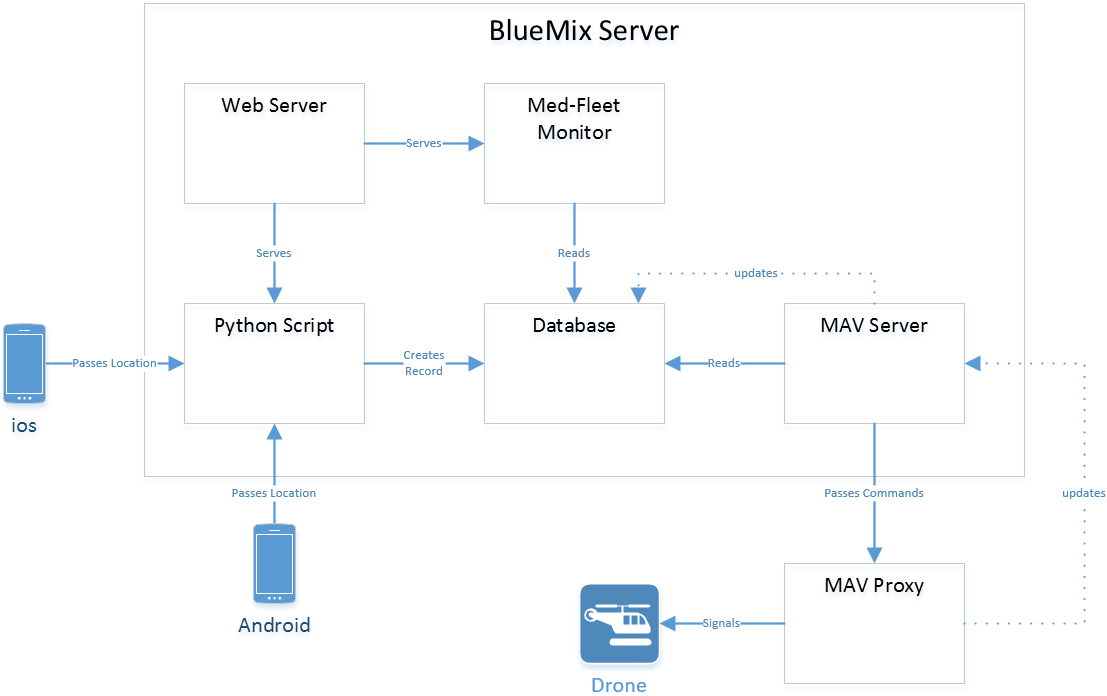 BlueMix Server
Web Server
Med-Fleet
Monitor
Serves
Serves
Reads
updates
Python Script
Database
MAV Server
Passes Location
Creates
Record
Reads
ios
Passes Location
Passes Commands
updates
MAV Proxy
Android
Signals
Drone